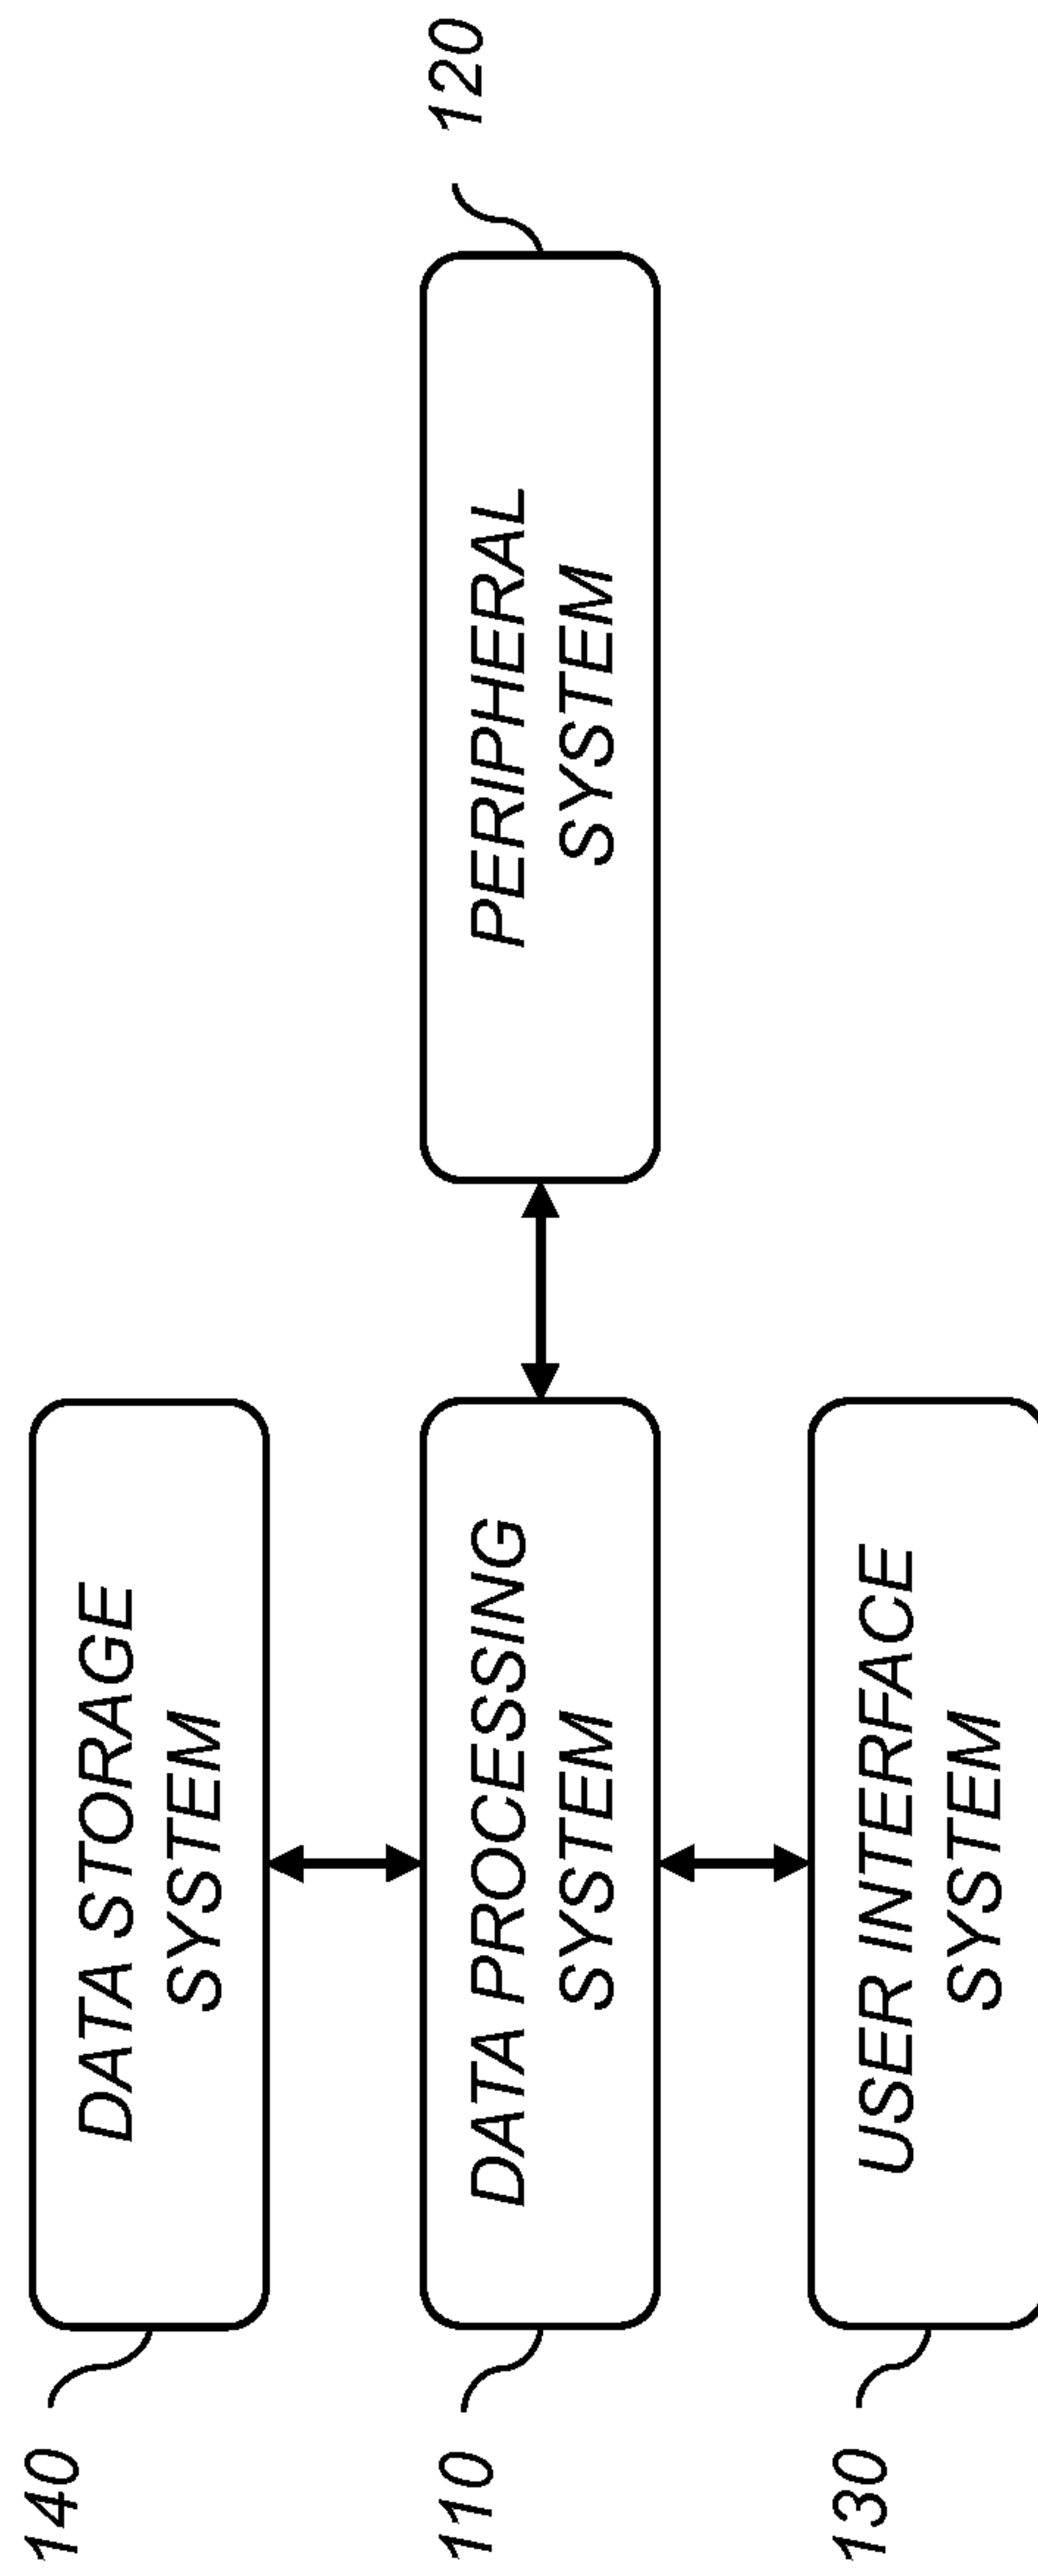 140
DATA STORAGE
SYSTEM
110
DATA PROCESSING
SYSTEM
120
PERIPHERAL
SYSTEM
130
USER INTERFACE
SYSTEM